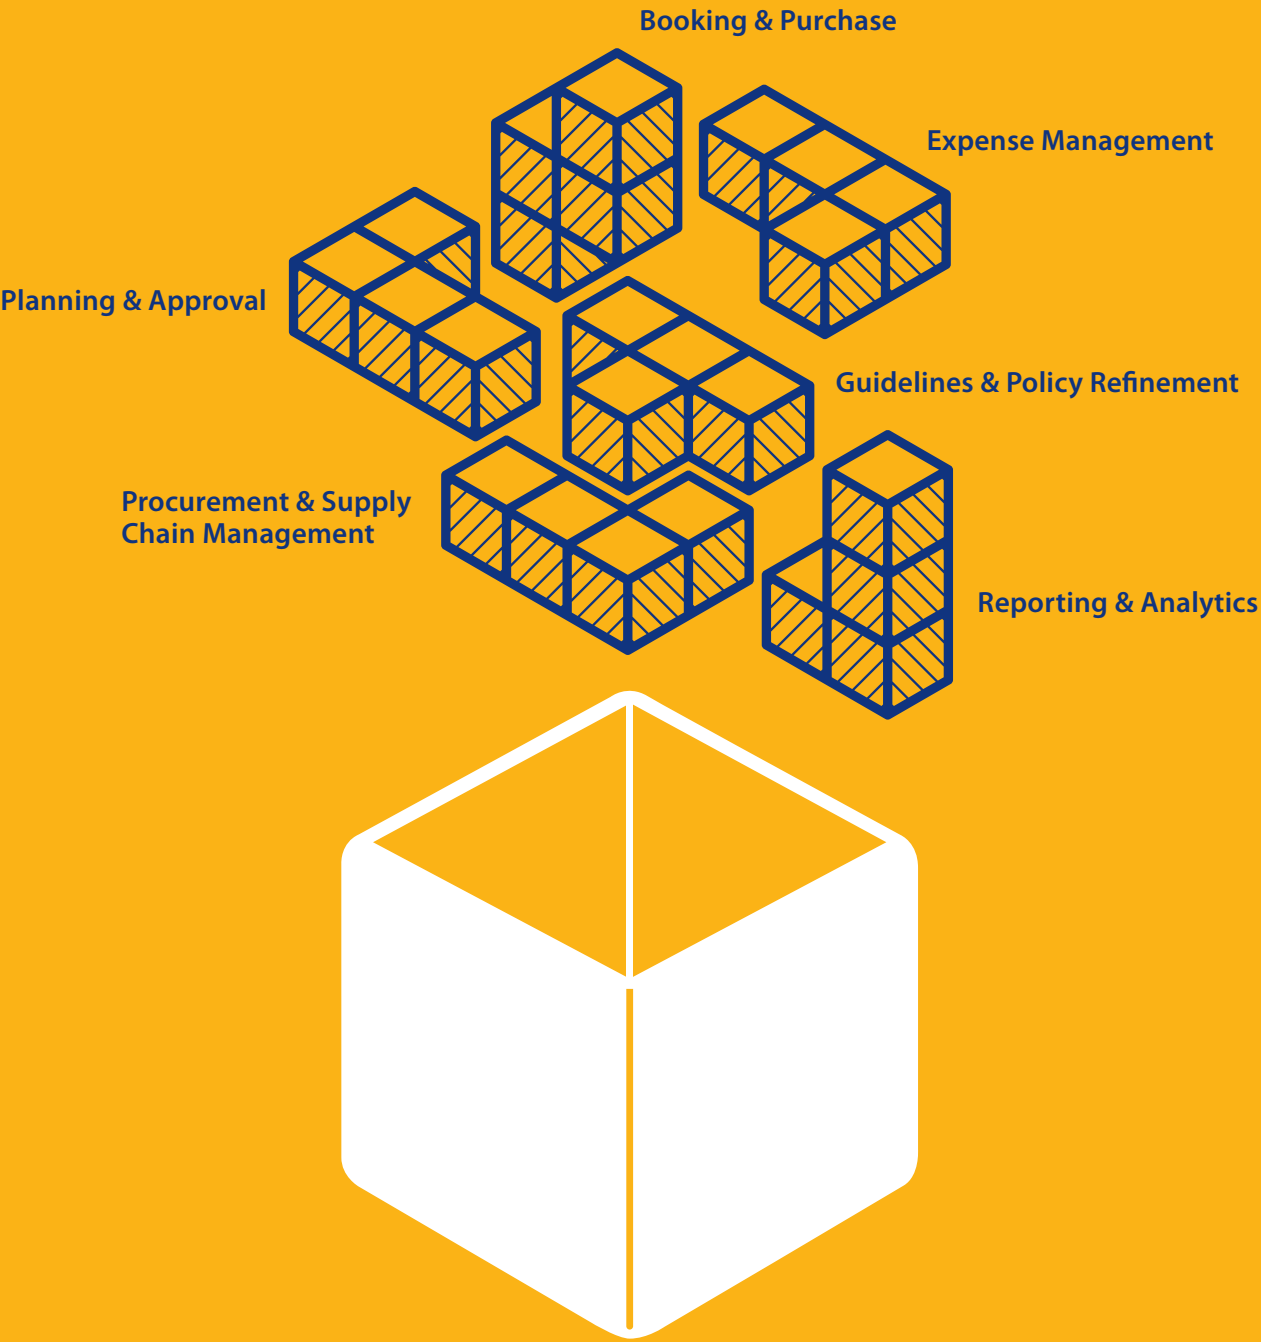 Booking & Purchase
Expense Management
Planning & Approval
Guidelines & Policy Refinement
Procurement & Supply
Chain Management
Reporting & Analytics